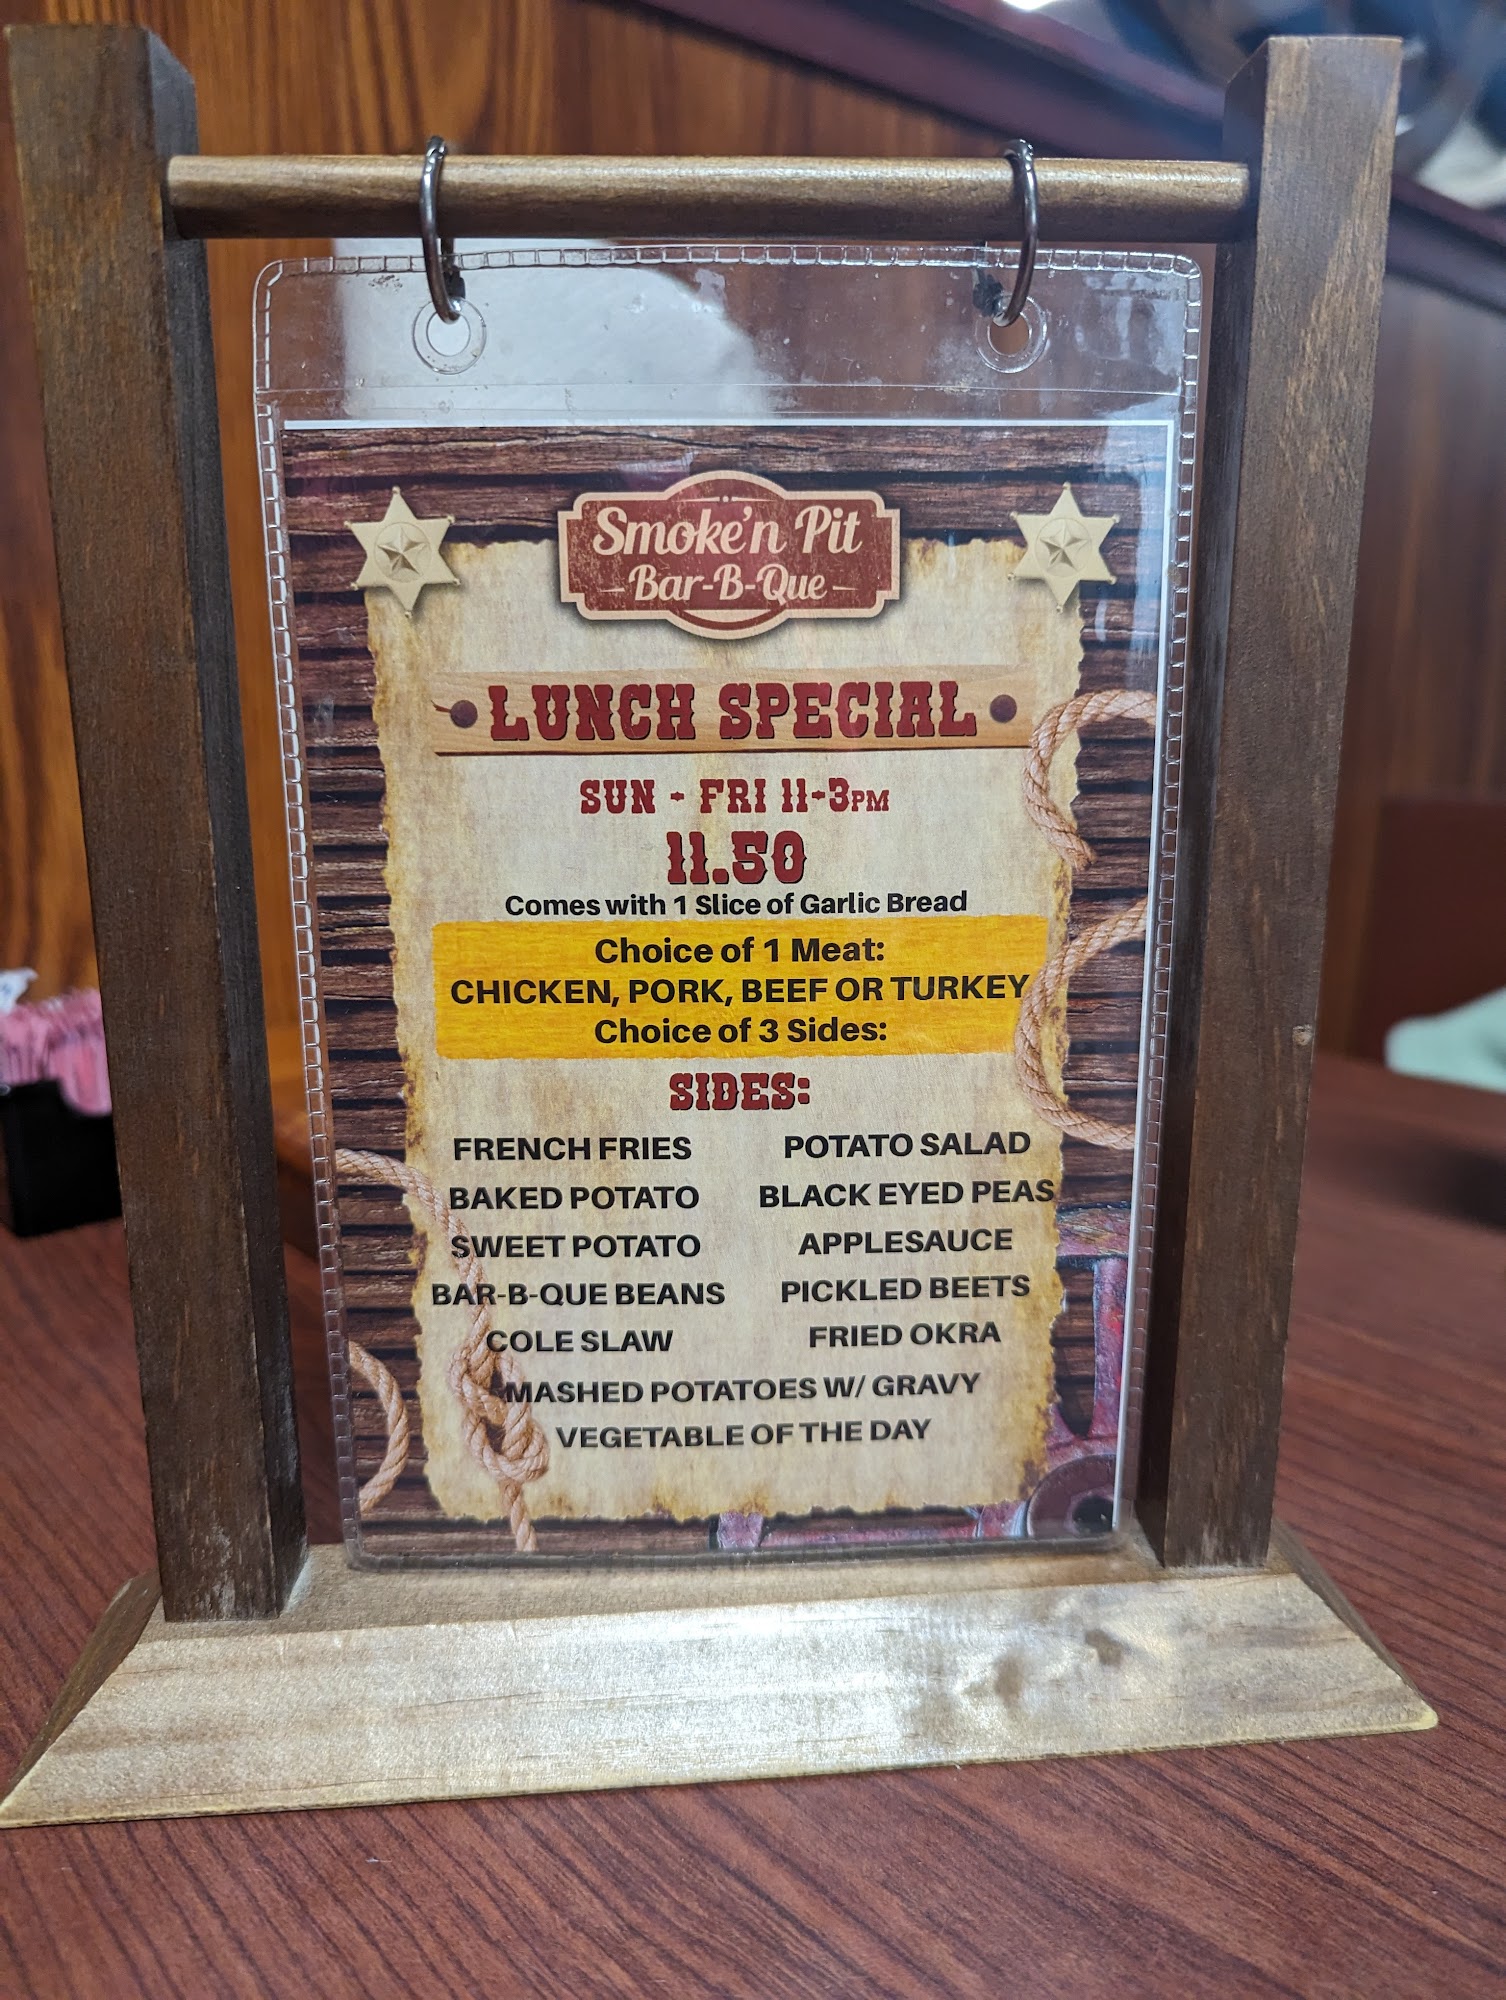 Smoke'n Pit
Bar-B-Que
LUNCH SPECIAL
SUN - FRI 11-3PM
11.50
Comes with 1 Slice of Garlic Bread
Choice of 1 Meat:
CHICKEN, PORK, BEEF OR TURKEY
Choice of 3 Sides:
SIDES:
FRENCH FRIES POTATO SALAD
BAKED POTATO BLACK EYED PEAS
SWEET POTATO APPLESAUCE
BAR-B-QUE BEANS PICKLED BEETS
COLE SLAW FRIED OKRA
MASHED POTATOES W/ GRAVY
VEGETABLE OF THE DAY